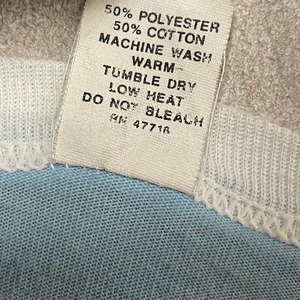 50% POLYESTER
50% COTTON
MACHINE WASH
WARM-
TUMBLE DRY
LOW HEAT
DO NOT BLEACH
RN 47716